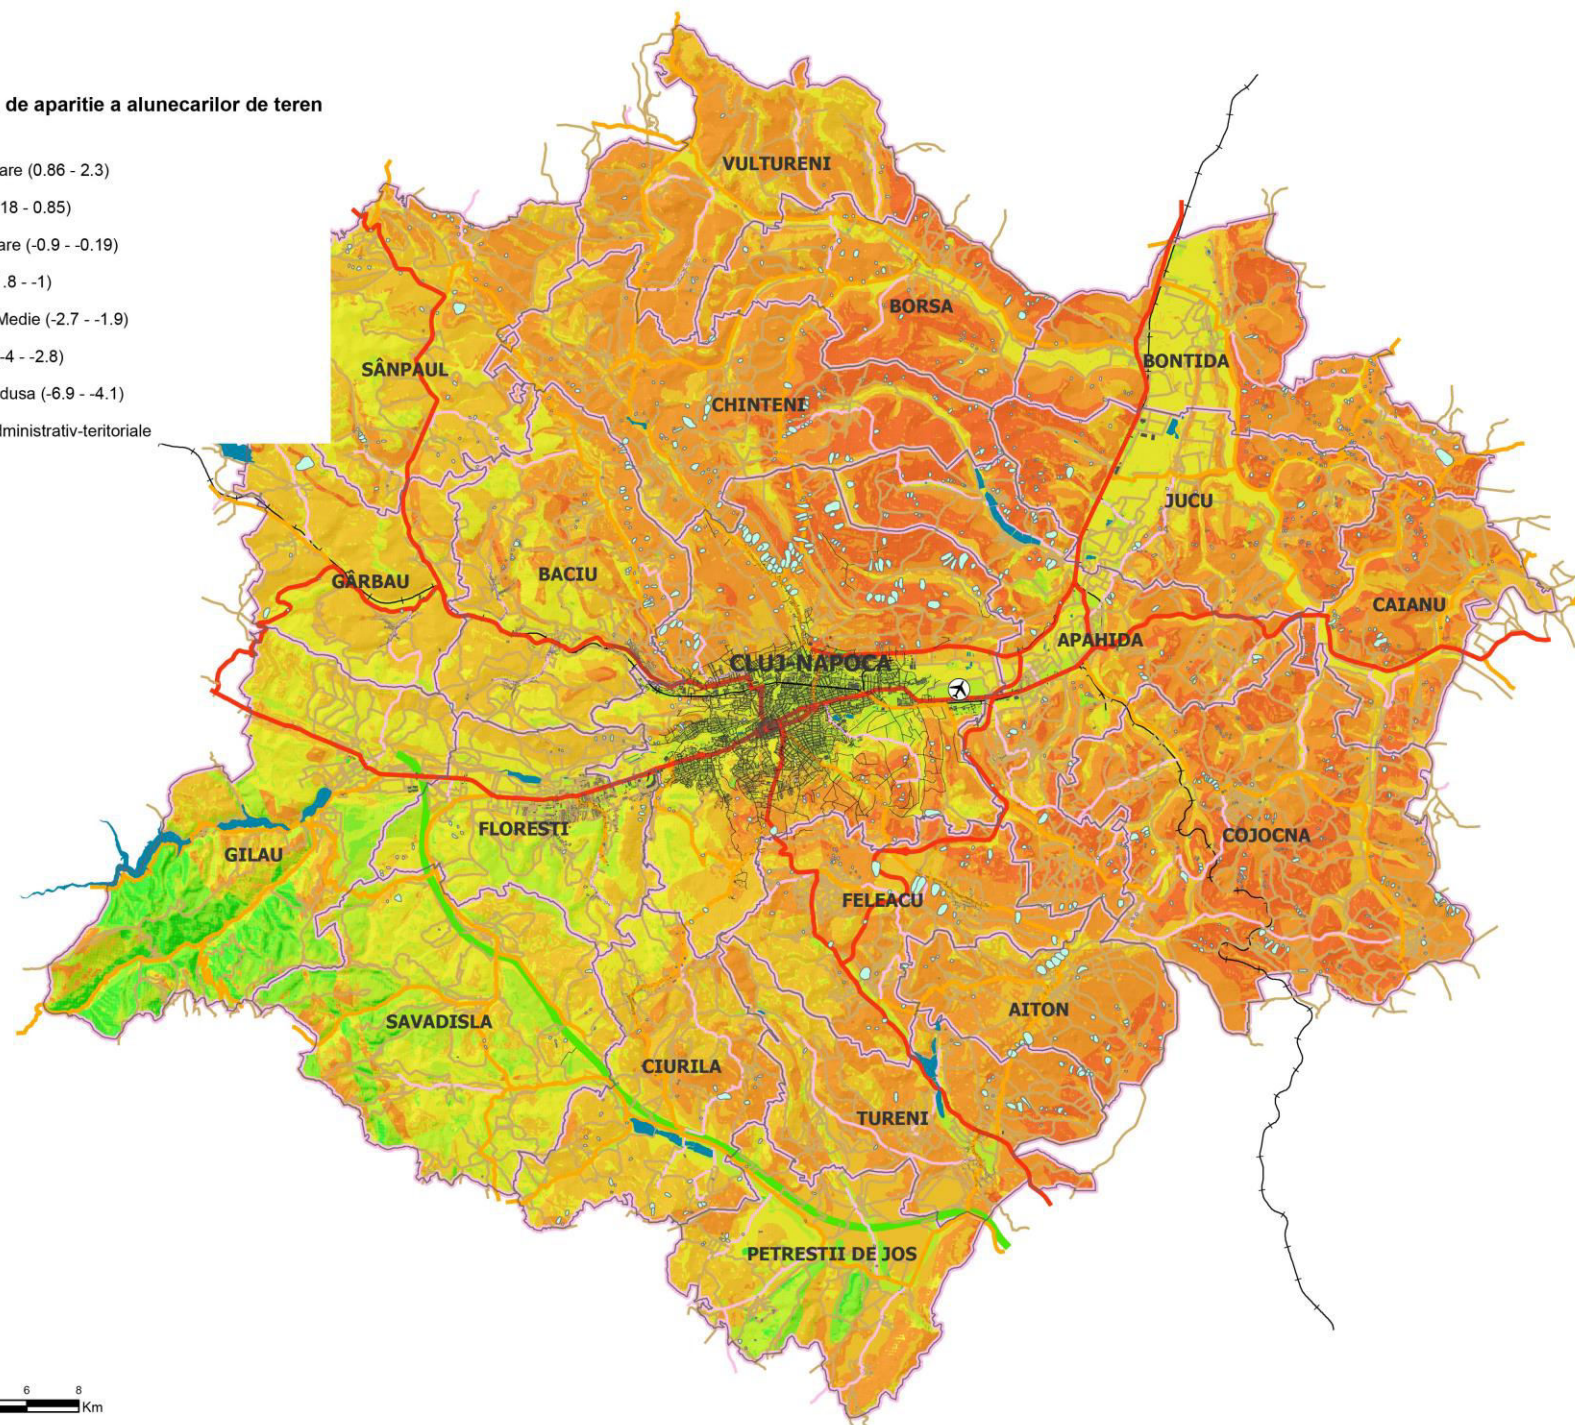 de aparitie a alunecarilor de teren
are (0.86 - 2.3)
18 - 0.85)
are (-0.9 - -0.19)
.8 - -1)
Medie (-2.7 - -1.9)
-4 - -2.8)
dusa (-6.9 - -4.1)
dministrativ-teritoriale
VULTURENI
BORSA
BONTIDA
SÂNPAUL
CHINTENI
JUCU
BACIU
GÂRBAU
CAIANU
APAHIDA
CLUJ-NAPOCA
FLORESTI
COJOCNA
GILAU
FELEACU
AITON
SAVADISLA
CIURILA
TURENI
PETRESTII DE JOS
6 8
Km